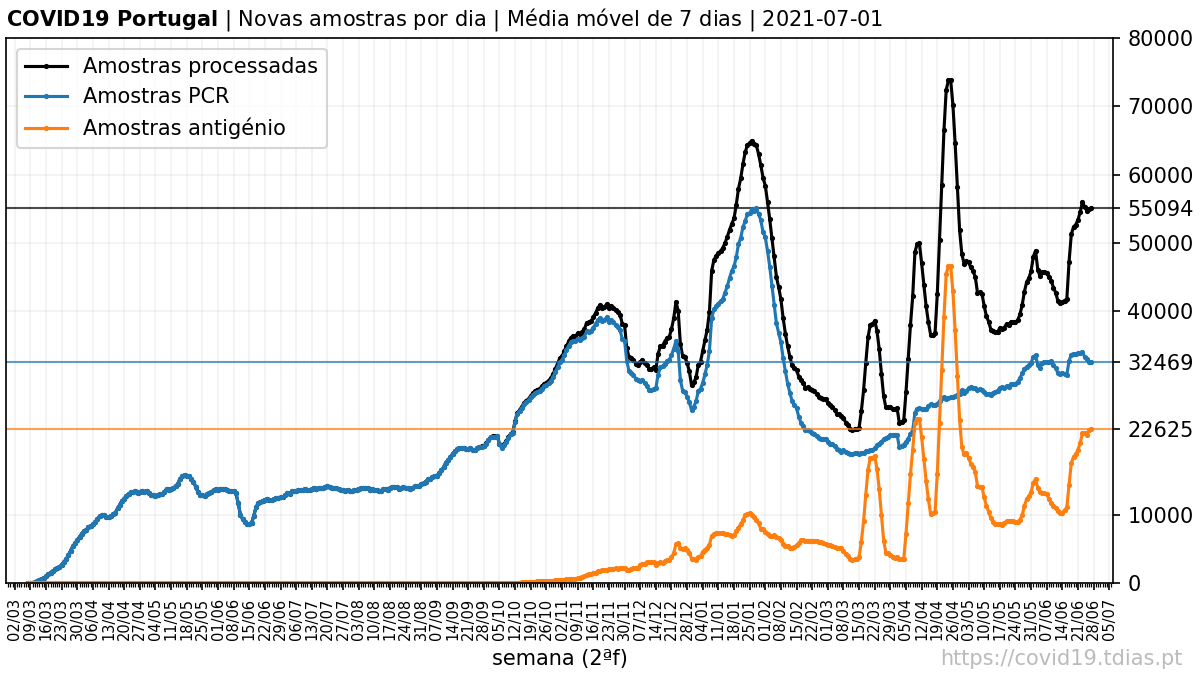 COVID19 Portugal | Novas amostras por dia | Média móvel de 7 dias | 2021-07-01
Amostras processadas
Amostras PCR
Amostras antigénio
80000
70000
60000
55094
50000
40000
32469
22625
10000
0
02/03 09/03 16/03 23/03 30/03 06/04 13/04 20/04 27/04 04/05 11/05 18/05 25/05 01/06 08/06 15/06 22/06 29/06 06/07 13/07 20/07 27/07 03/08 10/08 17/08 24/08 31/08 07/09 14/09 21/09 28/09 05/10 12/10 19/10 26/10 02/11 09/11 16/11 23/11 30/11 07/12 14/12 21/12 28/12 04/01 11/01 18/01 25/01 01/02 08/02 15/02 22/02 01/03 08/03 15/03 22/03 29/03 05/04 12/04 19/04 26/04 03/05 10/05 17/05 24/05 31/05 07/06 14/06 21/06 28/06 05/07
semana (2ªf)
https://covid19.tdias.pt